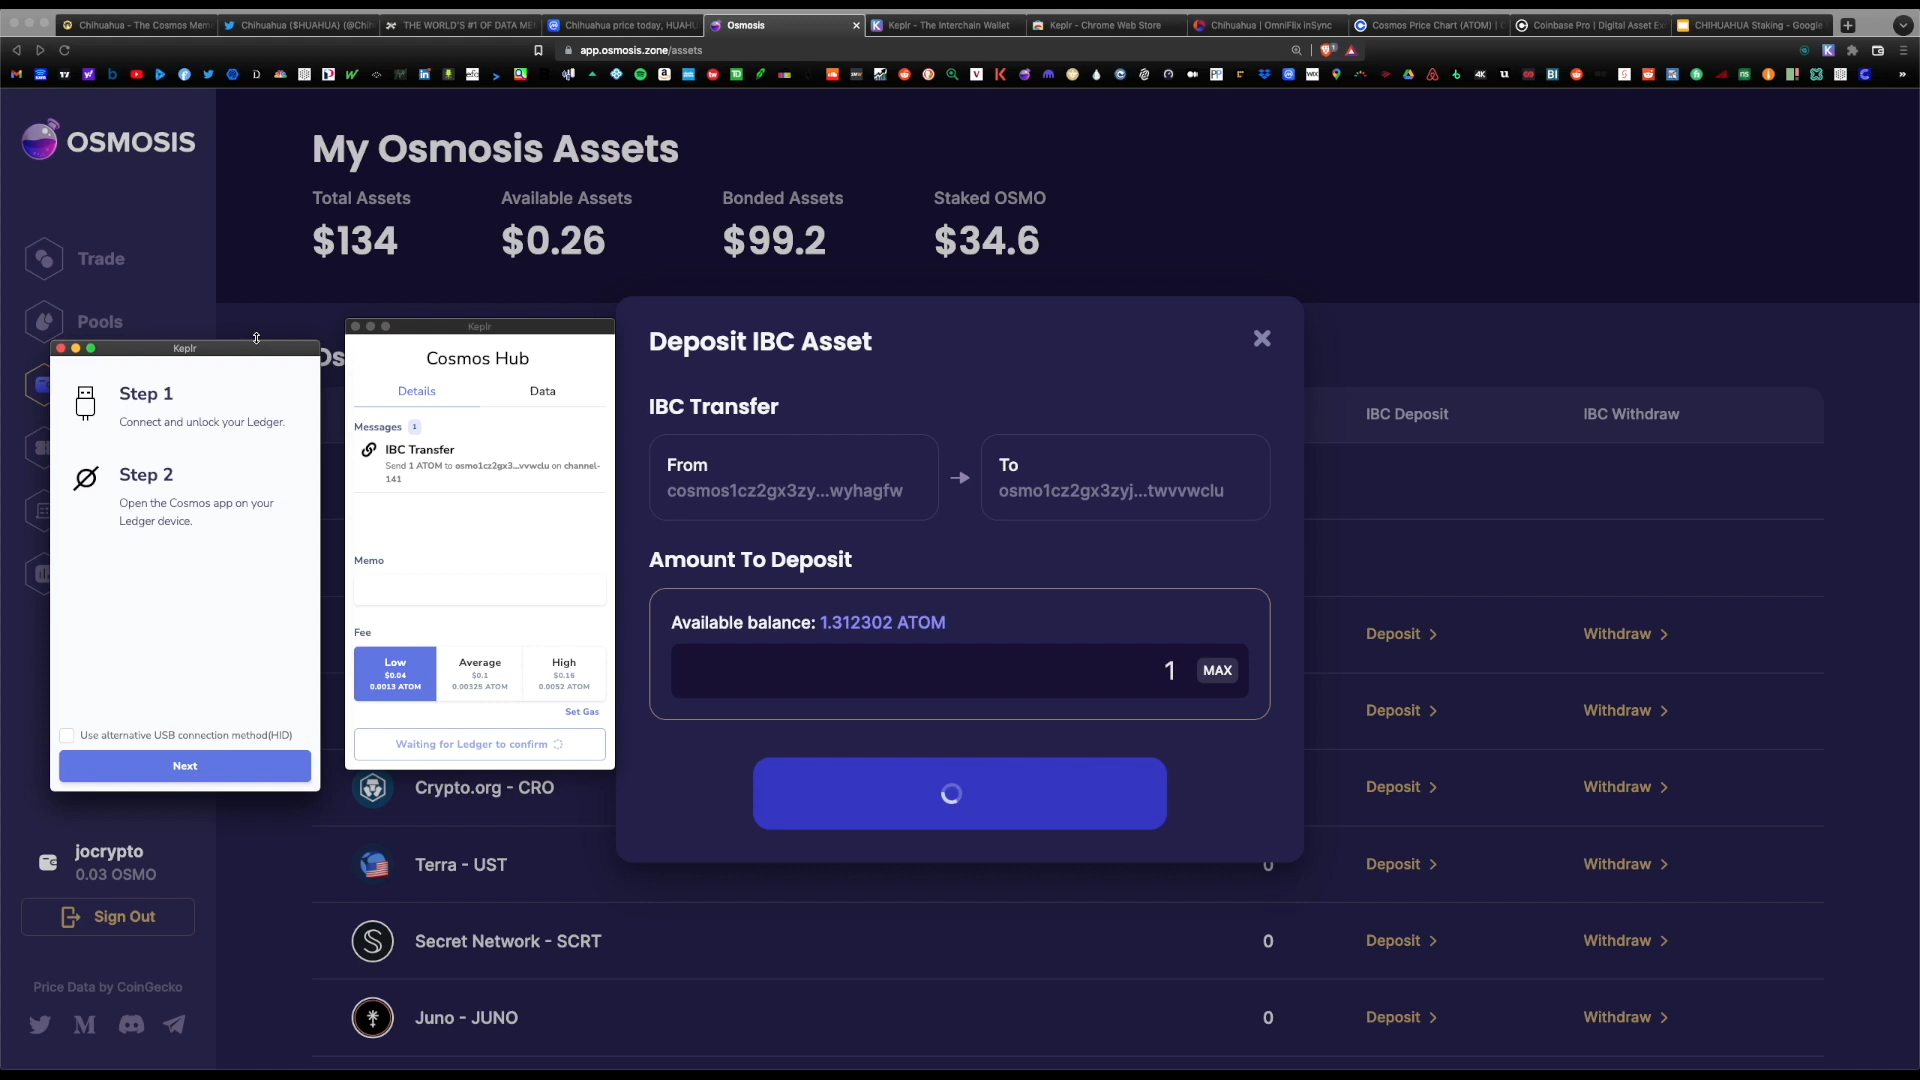 Chihuahua - The Cosmos Mem
Chihuahua ($HUAHUA) (@Chih
THE WORLD'S #1 OF DATA ME
Chihuahua price today, HUAHU
Osmosis
Keplr - The Interchain Wallet
Keplr - Chrome Web Store
Chihuahua | OmniFlix inSync
Cosmos Price Chart (ATOM) | C
Coinbase Pro | Digital Asset Ex
CHIHUAHUA Staking - Google
app.osmosis.zone/assets
OSMOSIS
Trade
Pools
My Osmosis Assets
Total Assets
Available Assets
Bonded Assets
Staked OSMO
$134
$0.26
$99.2
$34.6
Os
Keplr
Step 1
Connect and unlock your Ledger.
Step 2
Open the Cosmos app on your
Ledger device.
Use alternative USB connection method(HID)
Next
Keplr
Cosmos Hub
Details
Data
Messages 1
IBC Transfer
Send 1 ATOM to osmo1cz2gx3...vvwclu on channel-
141
Memo
Fee
Low
$0.04
0.0013 ATOM
Average
$0.1
0.00325 ATOM
High
$0.16
0.0052 ATOM
Set Gas
Waiting for Ledger to confirm
Deposit IBC Asset
IBC Transfer
From
cosmos1cz2gx3zy...wyhagfw
To
osmo1cz2gx3zyj...twvvwclu
Amount To Deposit
Available balance: 1.312302 ATOM
1
MAX
IBC Deposit
IBC Withdraw
Deposit
Withdraw
Deposit
Withdraw
Crypto.org - CRO
Deposit
Withdraw
Terra - UST
0
Deposit
Withdraw
Secret Network - SCRT
0
Deposit
Withdraw
Juno - JUNO
0
Deposit
Withdraw
jocrypto
0.03 OSMO
Sign Out
Price Data by CoinGecko